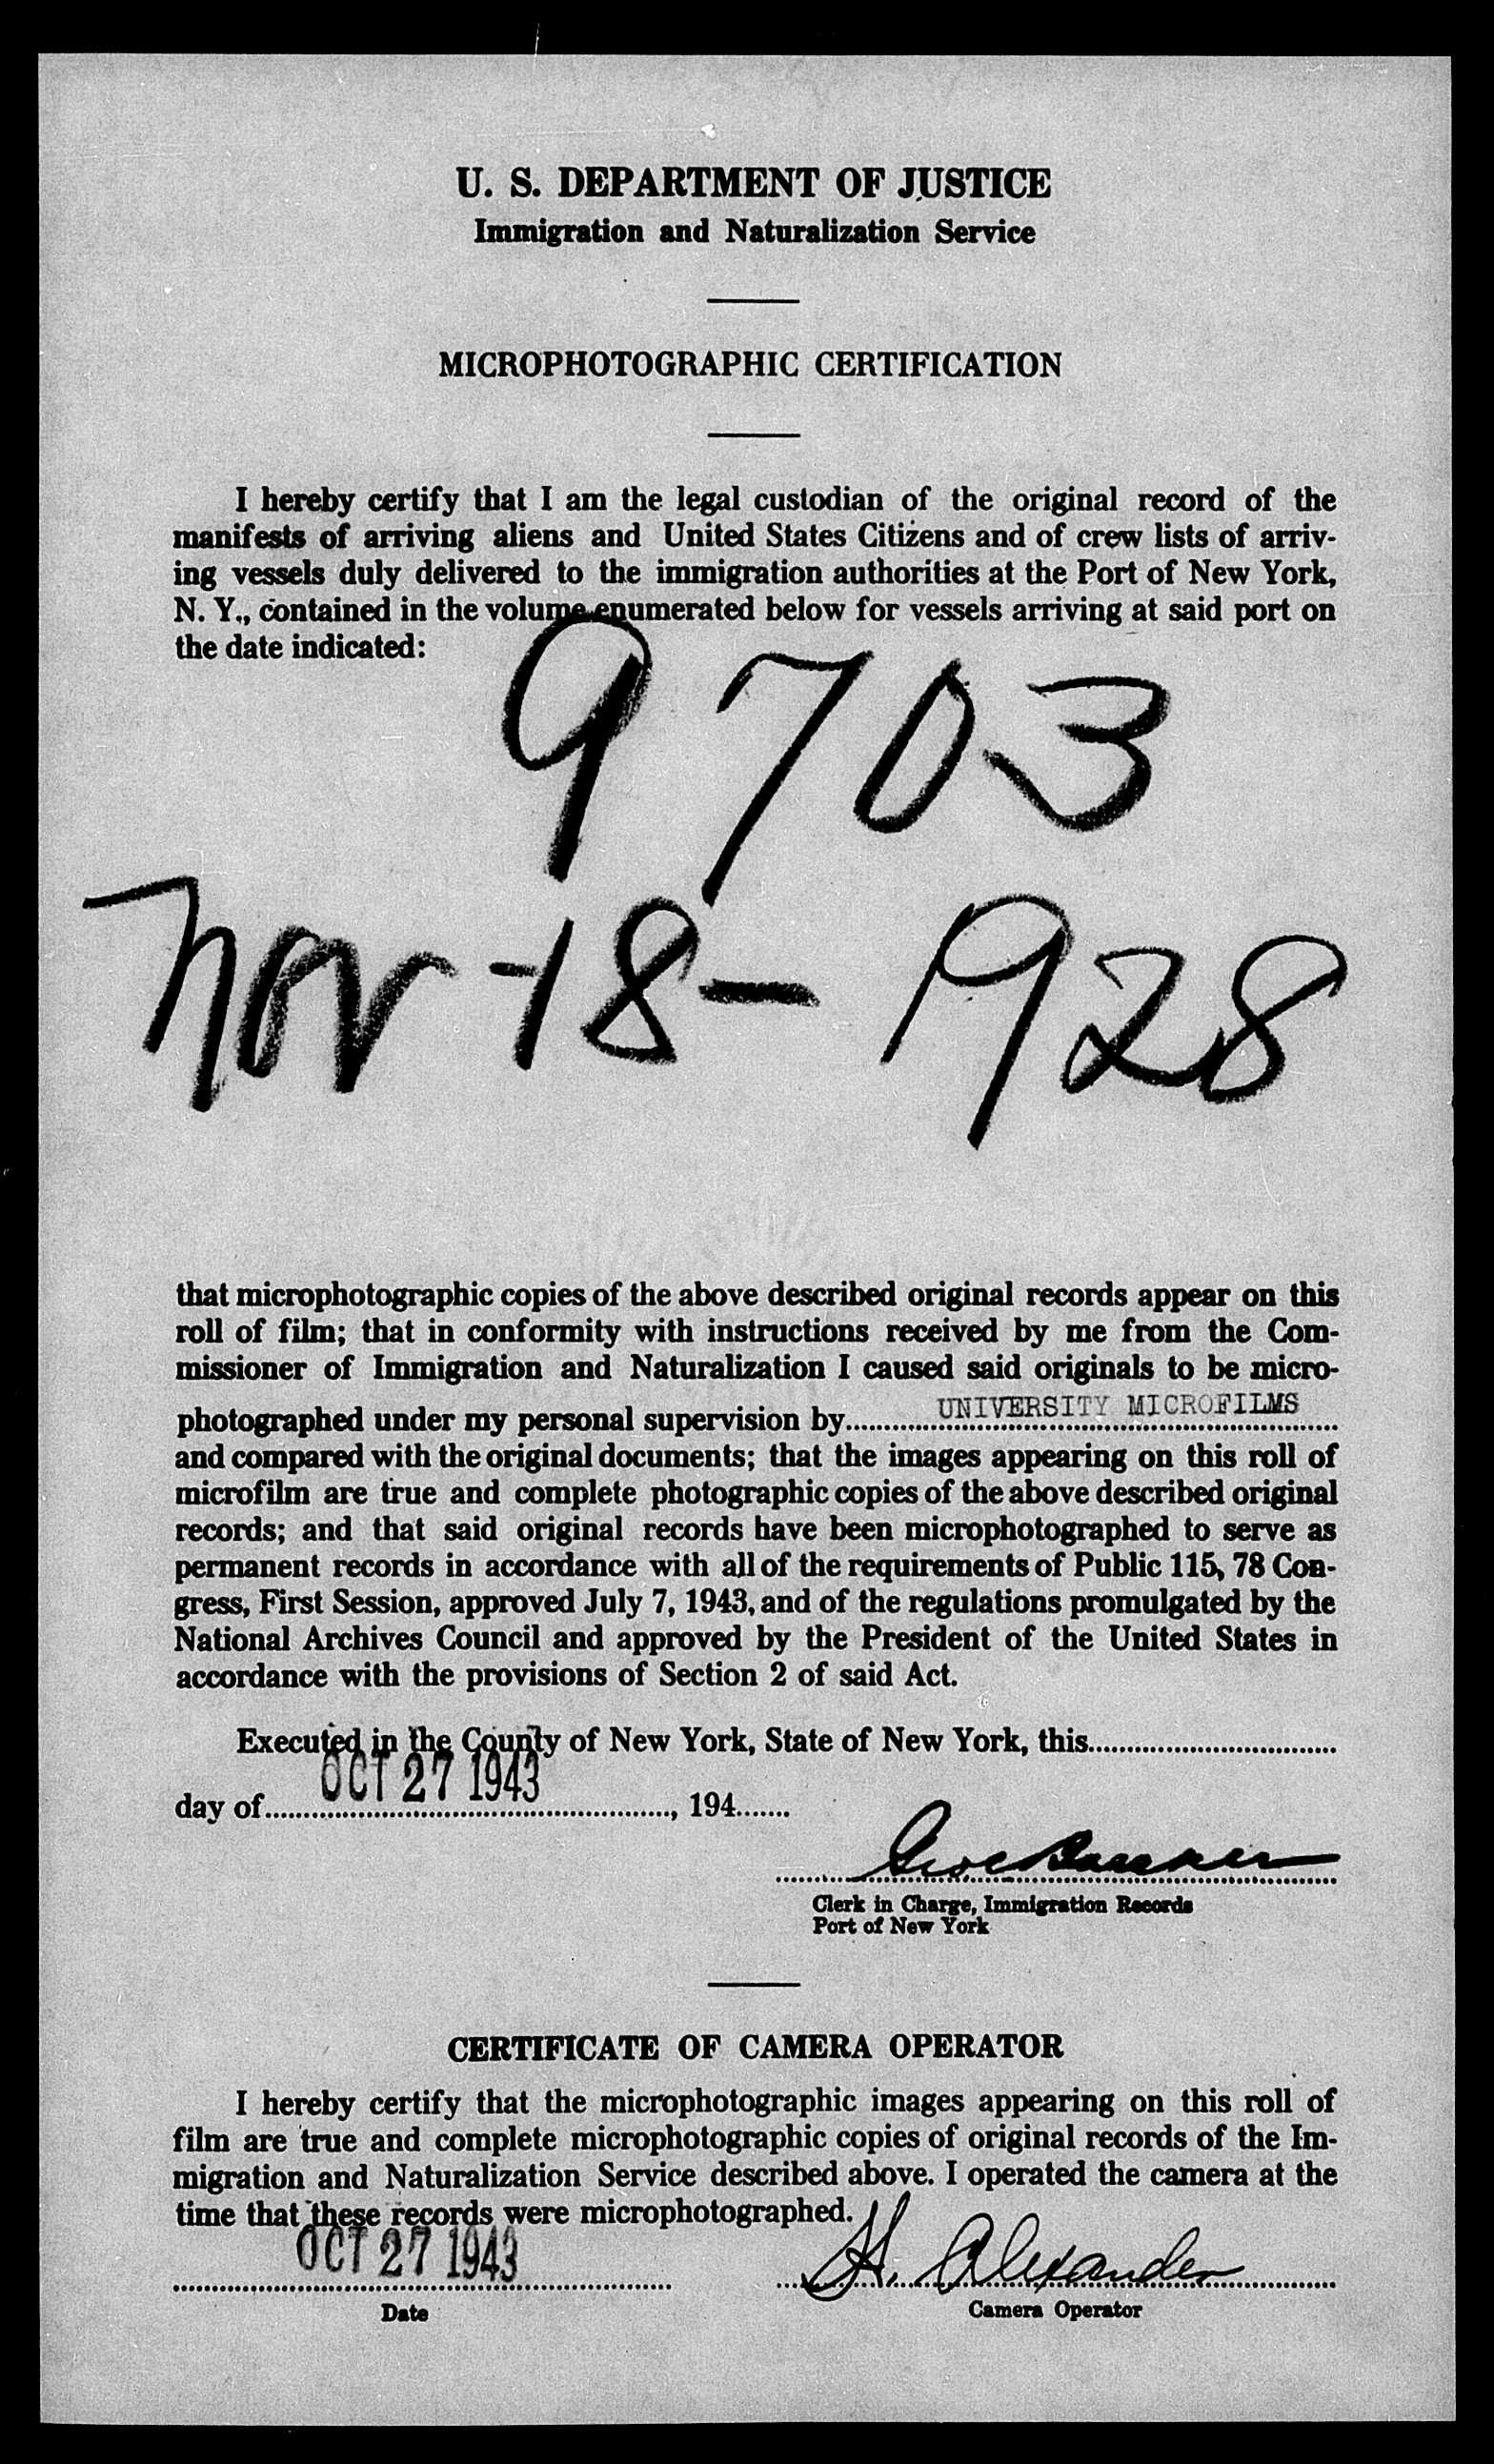 U. S. DEPARTMENT OF JUSTICE
Immigration and Naturalization Service
MICROPHOTOGRAPHIC CERTIFICATION
I hereby certify that I am the legal custodian of the original record of the
manifests of arriving aliens and United States Citizens and of crew lists of arriv-
ing vessels duly delivered to the immigration authorities at the Port of New York,
N. Y., contained in the volume enumerated below for vessels arriving at said port on
the date indicated:
9703
Nov - 18 - 1928
that microphotographic copies of the above described original records appear on this
roll of film; that in conformity with instructions received by me from the Com-
missioner of Immigration and Naturalization I caused said originals to be micro-
photographed under my personal supervision by UNIVERSITY MICROFILMS
and compared with the original documents; that the images appearing on this roll of
microfilm are true and complete photographic copies of the above described original
records; and that said original records have been microphotographed to serve as
permanent records in accordance with all of the requirements of Public 115, 78 Con-
gress, First Session, approved July 7, 1943, and of the regulations promulgated by the
National Archives Council and approved by the President of the United States in
accordance with the provisions of Section 2 of said Act.
Executed in the County of New York, State of New York, this
day of OCT 27 1943, 194
Clerk in Charge, Immigration Records
Port of New York
CERTIFICATE OF CAMERA OPERATOR
I hereby certify that the microphotographic images appearing on this roll of
film are true and complete microphotographic copies of original records of the Im-
migration and Naturalization Service described above. I operated the camera at the
time that these records were microphotographed.
OCT 27 1943 H. Alexander
Date Camera Operator